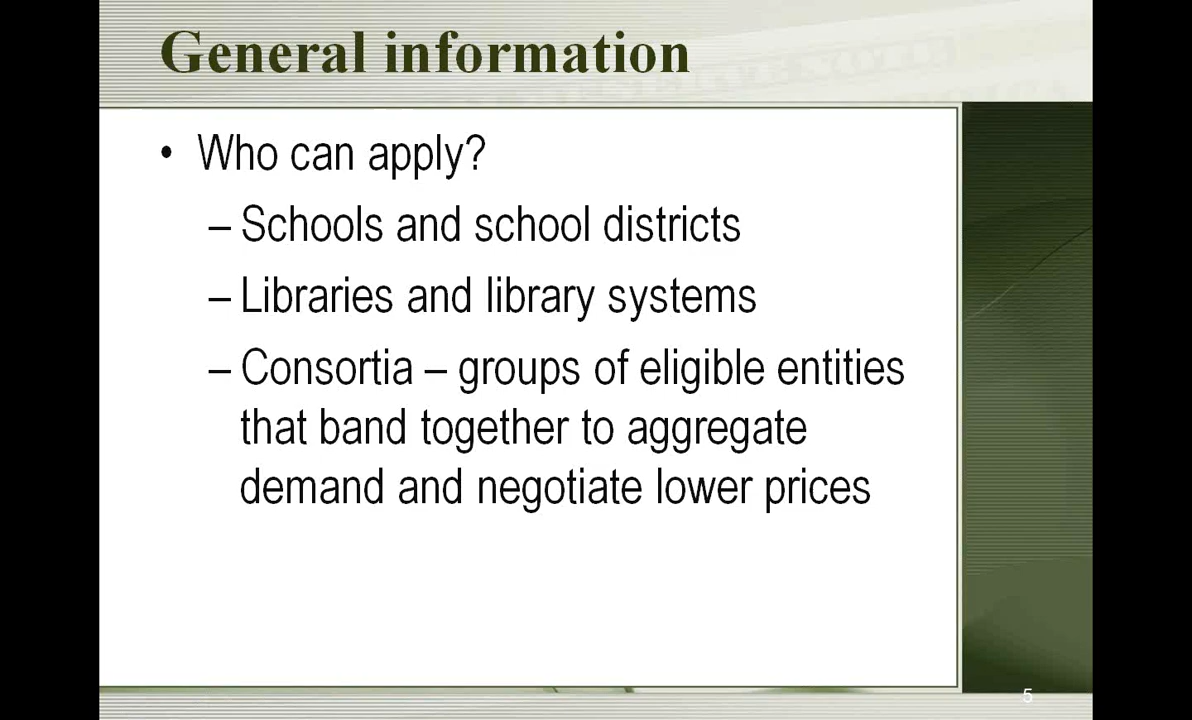 General information
• Who can apply?
– Schools and school districts
– Libraries and library systems
– Consortia – groups of eligible entities
that band together to aggregate
demand and negotiate lower prices
5